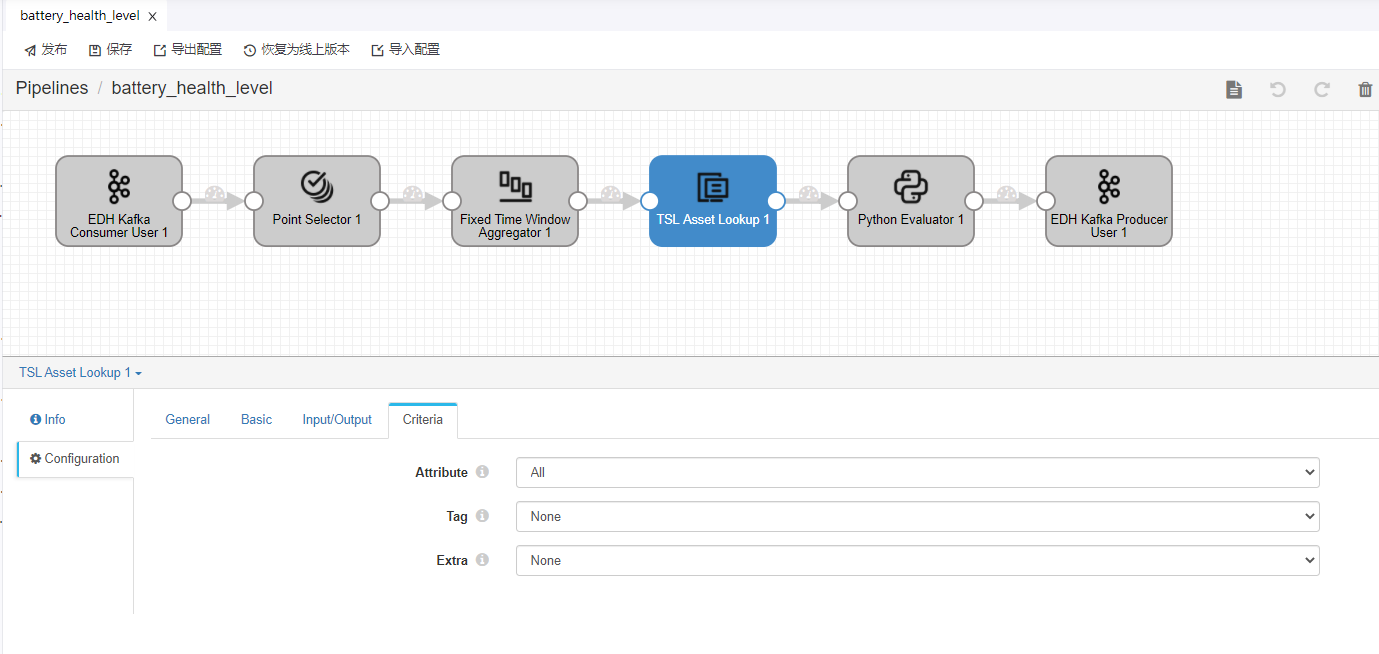 battery_health_level
发布 保存 导出配置 恢复为线上版本 导入配置
Pipelines / battery_health_level
EDH Kafka
Consumer User 1
Point Selector 1
Fixed Time Window
Aggregator 1
TSL Asset Lookup 1
Python Evaluator 1
EDH Kafka Producer
User 1
TSL Asset Lookup 1
Info
Configuration
General Basic Input/Output Criteria
Attribute All
Tag None
Extra None